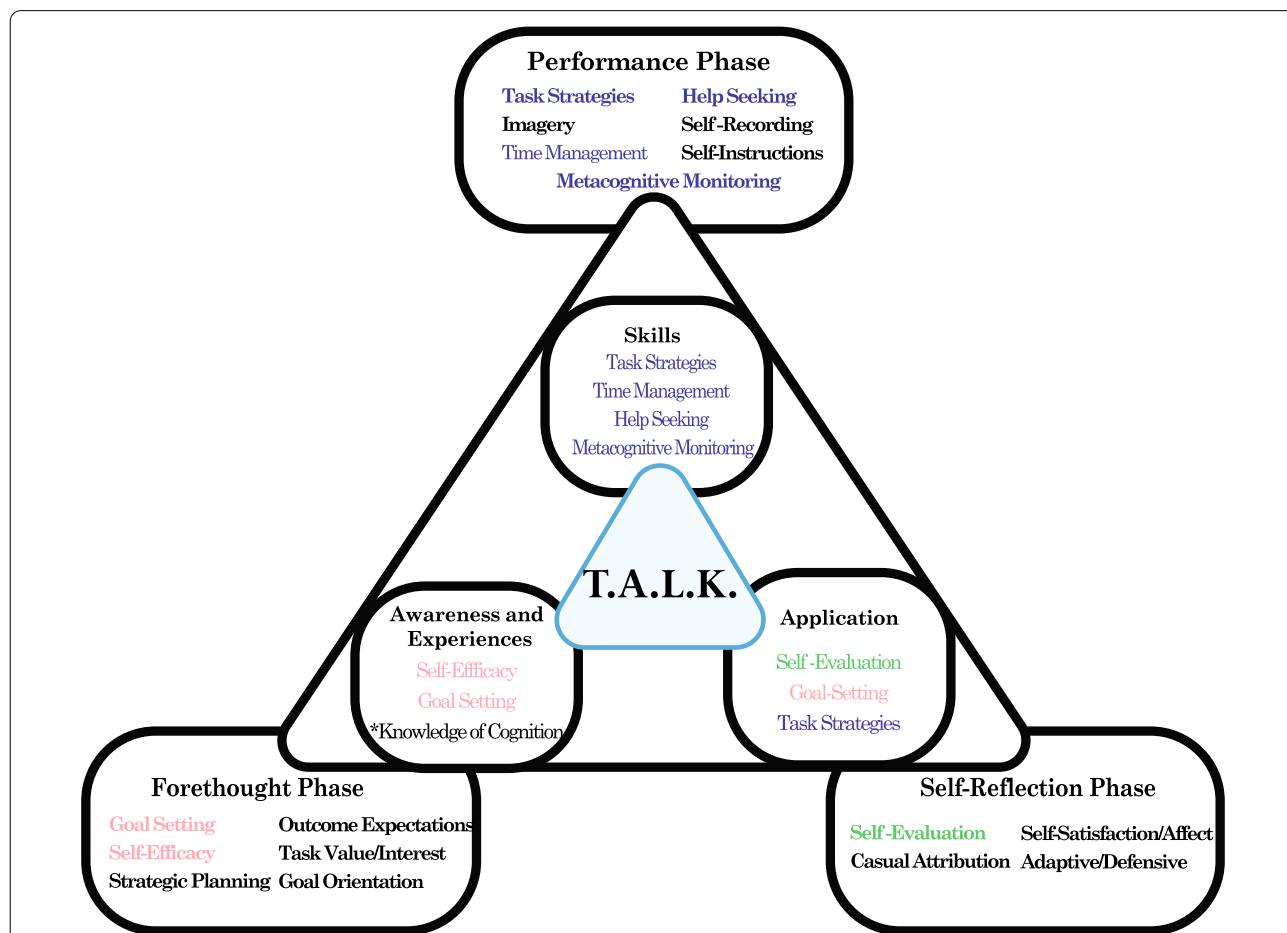 Performance Phase
Task Strategies
Help Seeking
Imagery
Self-Recording
Time Management
Self-Instructions
Metacognitive Monitoring
Skills
Task Strategies
Time Management
Help Seeking
Metacognitive Monitoring
T.A.L.K.
Awareness and
Experiences
Self-Effficacy
Goal Setting
*Knowledge of Cognition
Application
Self-Evaluation
Goal-Setting
Task Strategies
Forethought Phase
Goal Setting
Outcome Expectations
Self-Efficacy
Task Value/Interest
Strategic Planning
Goal Orientation
Self-Reflection Phase
Self-Evaluation
Self-Satisfaction/Affect
Casual Attribution
Adaptive/Defensive